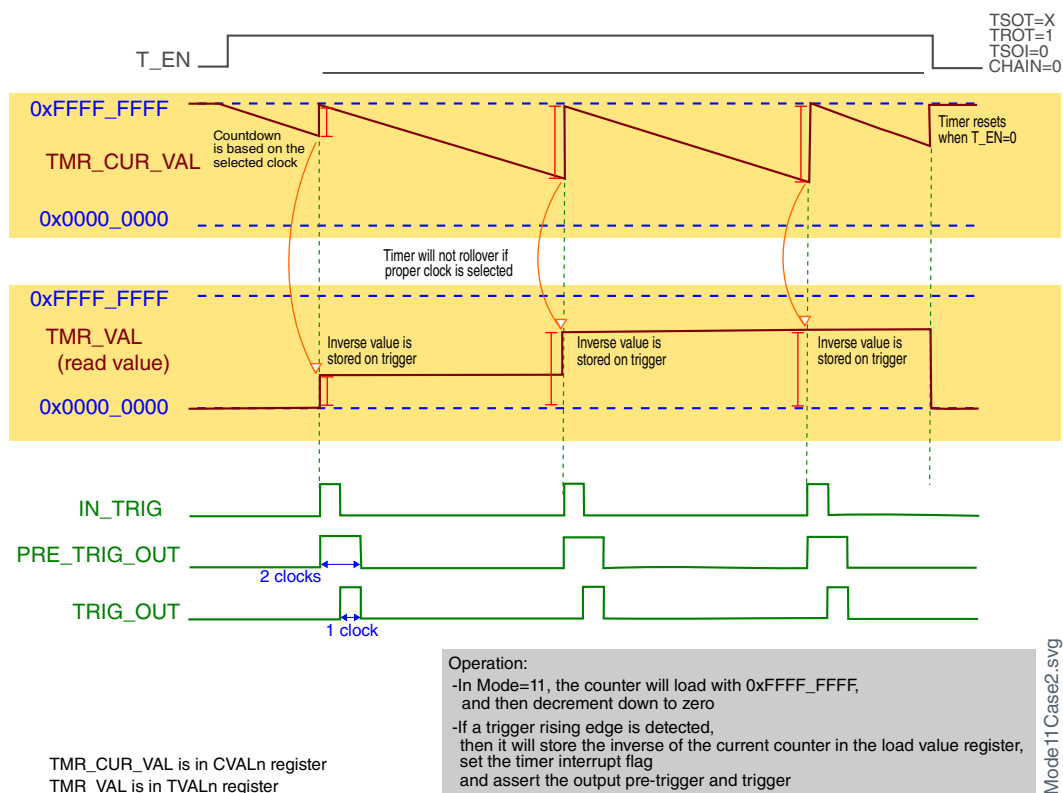 TSOT=X
TROT=1
TSOI=0
CHAIN=0
T_EN
0xFFFF_FFFF
Countdown
is based on the
selected clock
Timer resets
when T_EN=0
TMR_CUR_VAL
0x0000_0000
Timer will not rollover if
proper clock is selected
0xFFFF_FFFF
TMR_VAL
(read value)
Inverse value is
stored on trigger
Inverse value is
stored on trigger
Inverse value is
stored on trigger
0x0000_0000
IN_TRIG
PRE_TRIG_OUT
2 clocks
TRIG_OUT
1 clock
Operation:
-In Mode=11, the counter will load with 0xFFFF_FFFF,
and then decrement down to zero
-If a trigger rising edge is detected,
then it will store the inverse of the current counter in the load value register,
set the timer interrupt flag
and assert the output pre-trigger and trigger
TMR_CUR_VAL is in CVALn register
TMR_VAL is in TVALn register
Mode11Case2.svg